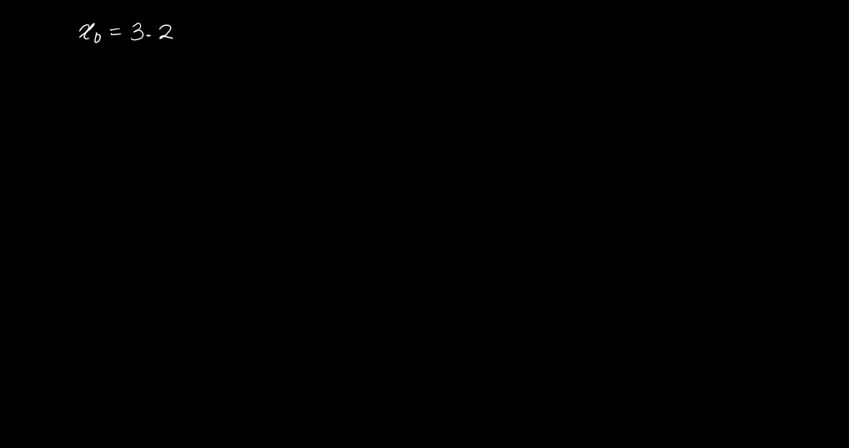 x₀ = 3.2